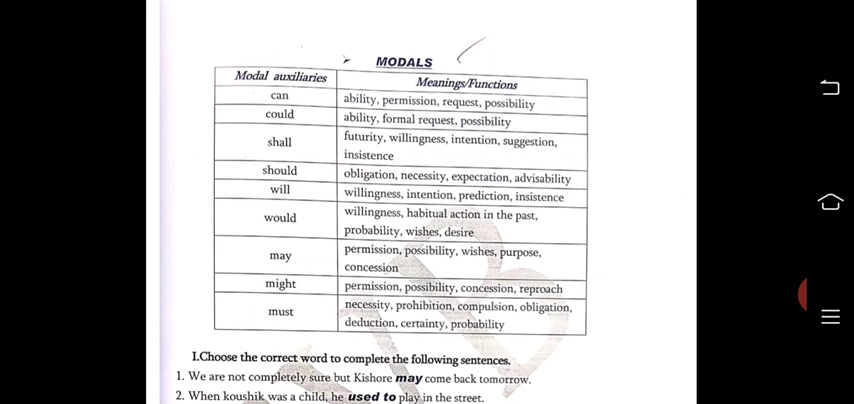 MODALS
Modal auxiliaries Meanings/Functions
can ability, permission, request, possibility
could ability, formal request, possibility
shall futurity, willingness, intention, suggestion,
insistence
should obligation, necessity, expectation, advisability
will willingness, intention, prediction, insistence
would willingness, habitual action in the past,
probability, wishes, desire
may permission, possibility, wishes, purpose,
concession
might permission, possibility, concession, reproach
must necessity, prohibition, compulsion, obligation,
deduction, certainty, probability
I.Choose the correct word to complete the following sentences.
1. We are not completely sure but Kishore may come back tomorrow.
2. When koushik was a child, he used to play in the street.